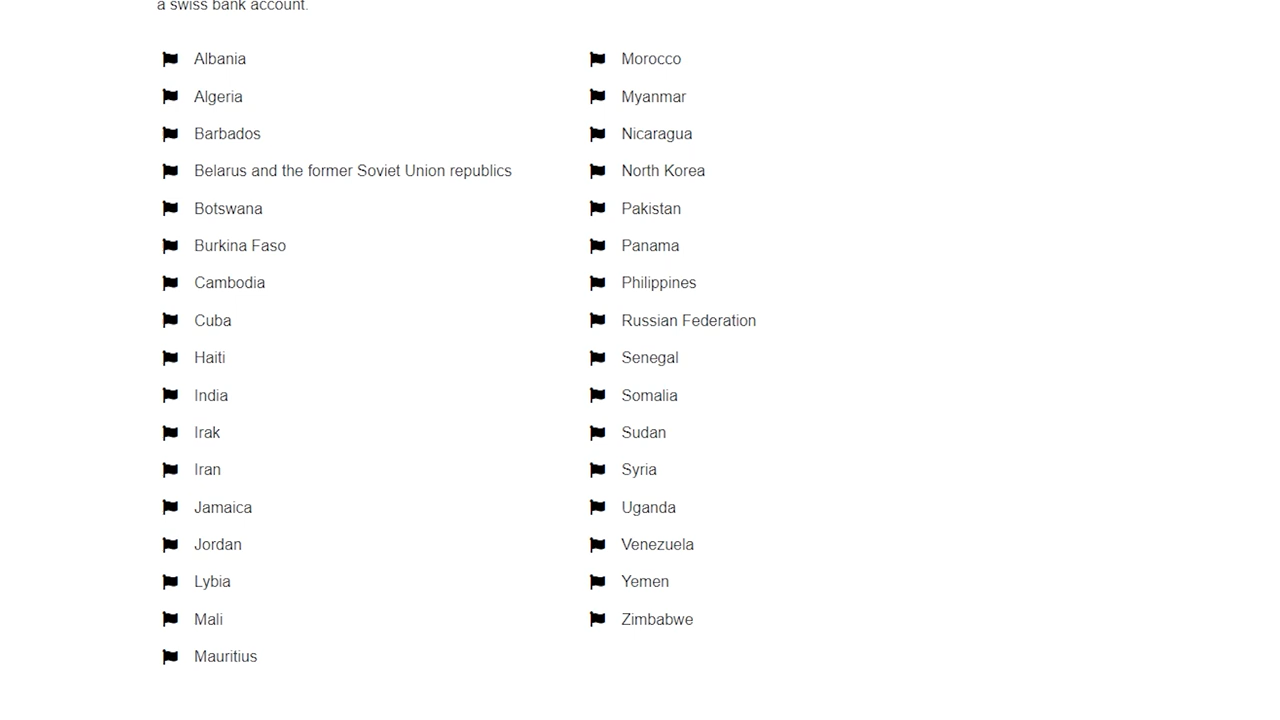 a swiss bank account.
Albania
Algeria
Barbados
Belarus and the former Soviet Union republics
Botswana
Burkina Faso
Cambodia
Cuba
Haiti
India
Irak
Iran
Jamaica
Jordan
Lybia
Mali
Mauritius
Morocco
Myanmar
Nicaragua
North Korea
Pakistan
Panama
Philippines
Russian Federation
Senegal
Somalia
Sudan
Syria
Uganda
Venezuela
Yemen
Zimbabwe